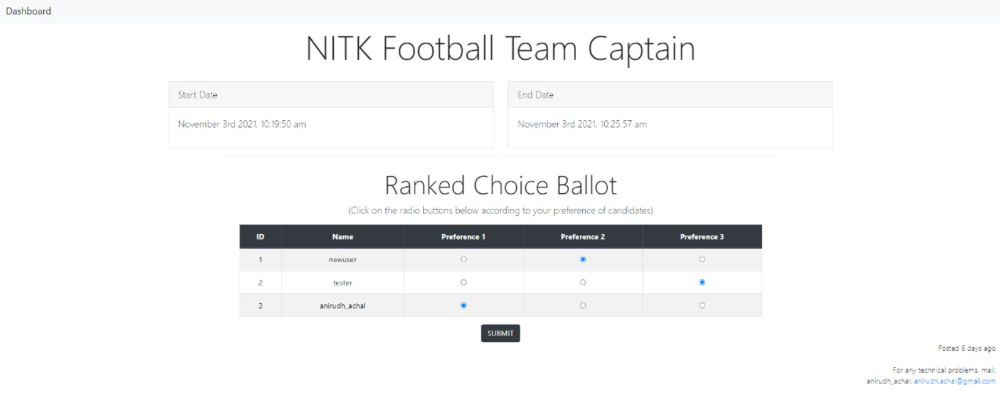 Dashboard
NITK Football Team Captain
Start Date
November 3rd 2021, 10:19:50 am
End Date
November 3rd 2021, 10:25:57 am
Ranked Choice Ballot
(Click on the radio buttons below according to your preference of candidates)
ID Name Preference 1 Preference 2 Preference 3
1 newuser
2 tester
3 anirudh_achal
SUBMIT
Posted 6 days ago
For any technical problems, mail:
anirudh_achal: anirudh.achal@gmail.com